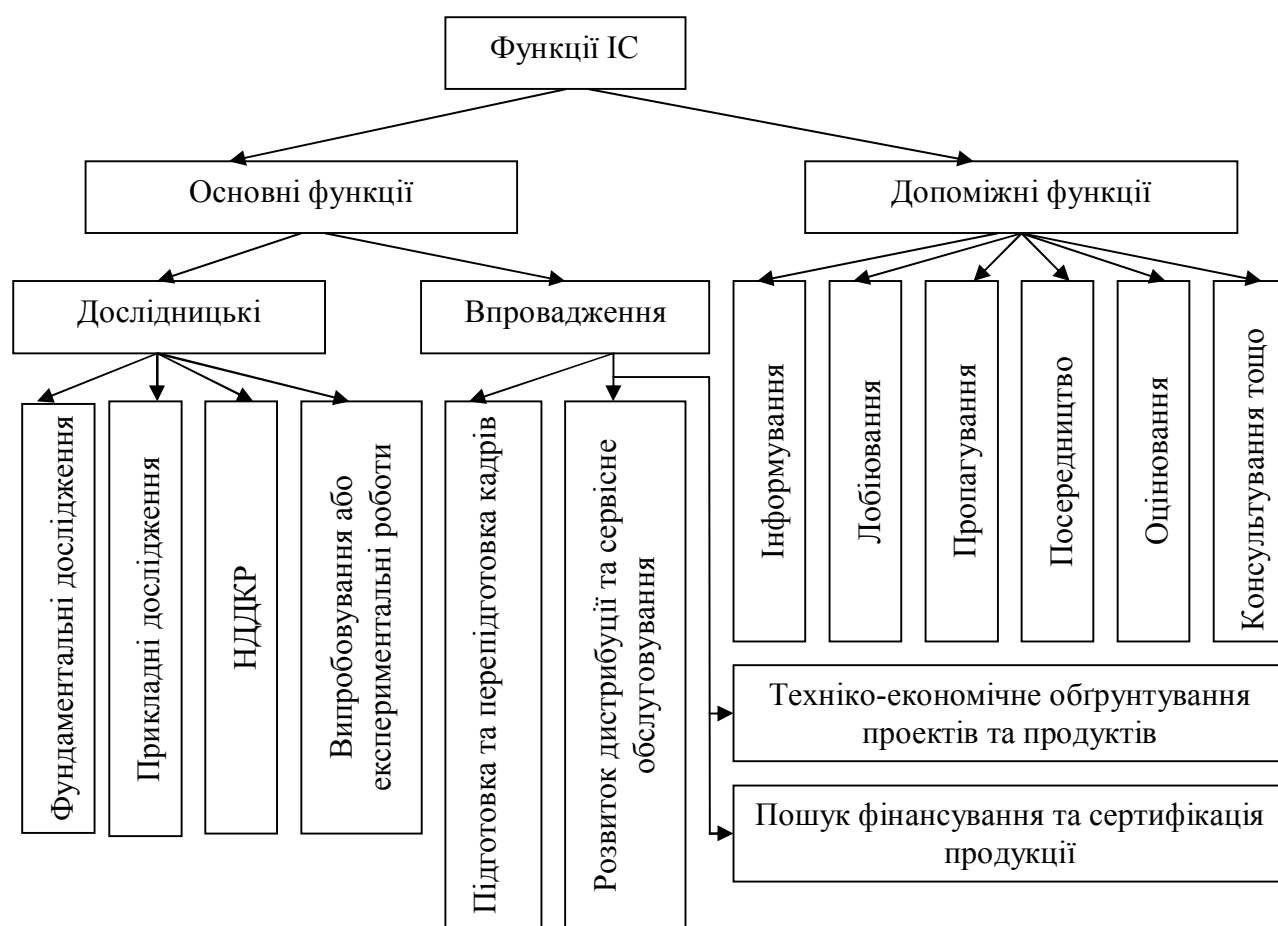 Функції ІС
Основні функції
Допоміжні функції
Дослідницькі
Впровадження
Фундаментальні дослідження
Прикладні дослідження
НДДКР
Випробовування або
експериментальні роботи
Підготовка та перепідготовка кадрів
Розвиток дистрибуції та сервісне
обслуговування
Інформування
Лобіювання
Пропагування
Посередництво
Оцінювання
Консультування тощо
Техніко-економічне обґрунтування
проектів та продуктів
Пошук фінансування та сертифікація
продукції